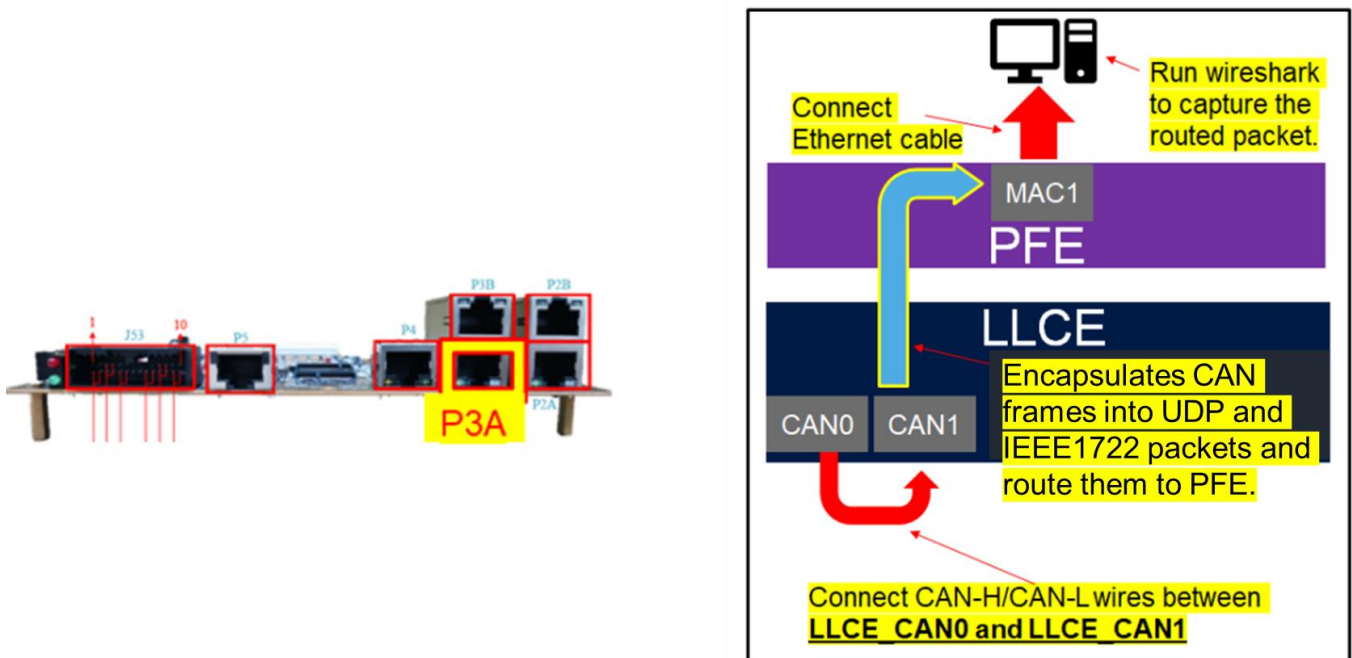 P3B
P2B
1
10
J53
P5
P4
P2A
P3A
Run wireshark
to capture the
routed packet.
Connect
Ethernet cable
MAC1
PFE
LLCE
Encapsulates CAN
frames into UDP and
IEEE1722 packets and
route them to PFE.
CAN0
CAN1
Connect CAN-H/CAN-L wires between
LLCE_CAN0 and LLCE_CAN1